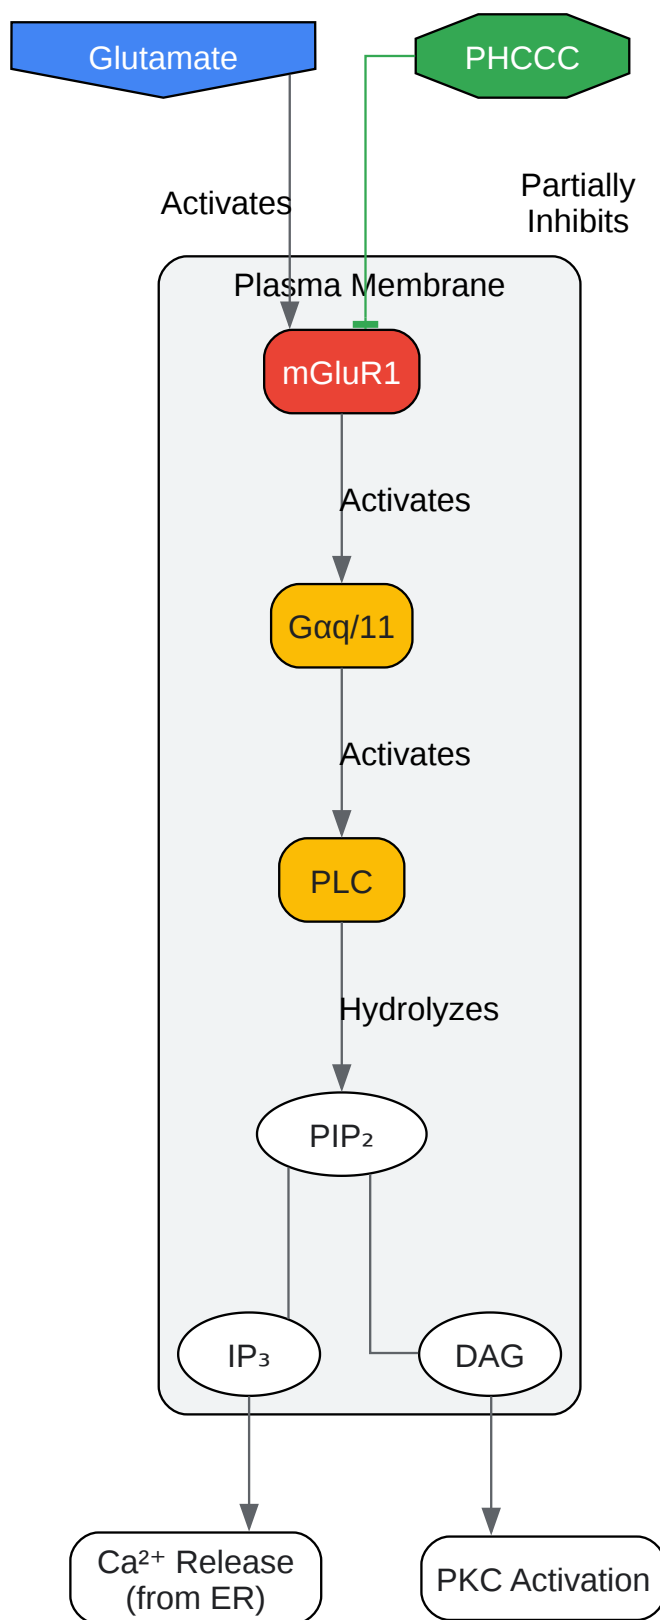 Glutamate
PHCCC
Activates
Partially
Inhibits
Plasma Membrane
mGluR1
Activates
Gαq/11
Activates
PLC
Hydrolyzes
PIP₂
IP₃
DAG
Ca²⁺ Release
(from ER)
PKC Activation